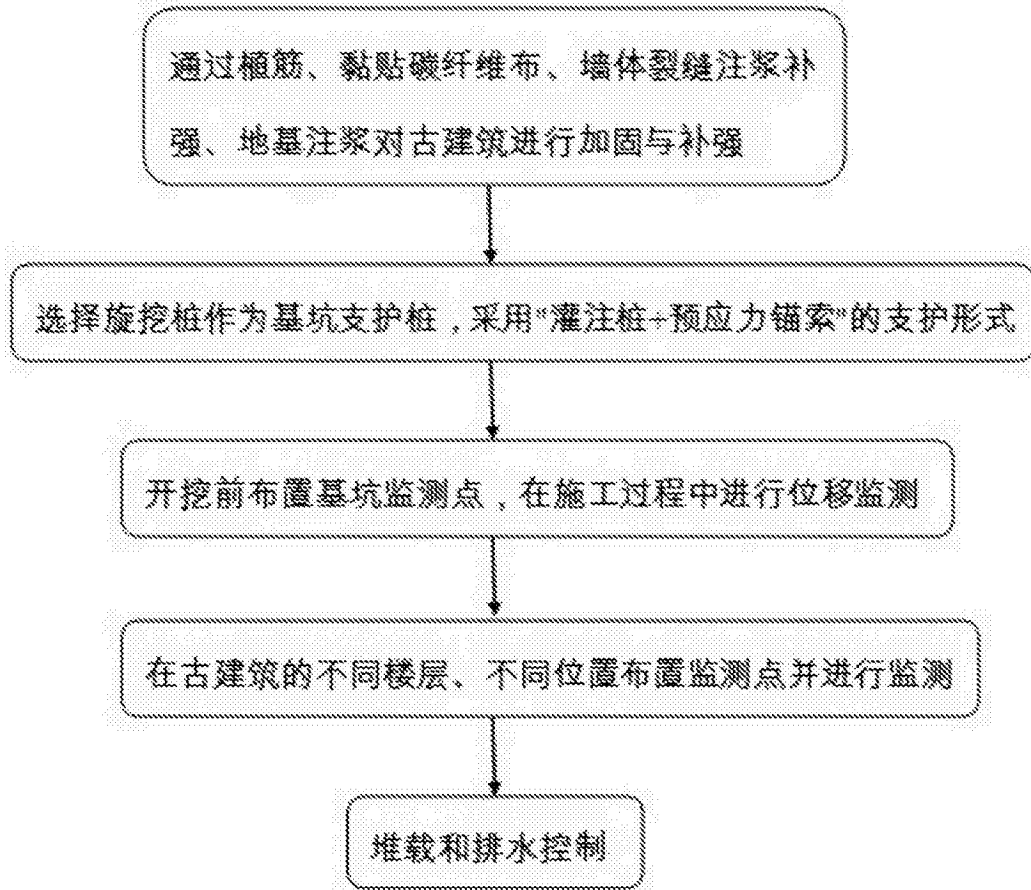 通过植筋、黏贴碳纤维布、墙体裂缝注浆补
强、地基注浆对古建筑进行加固与补强
选择旋挖桩作为基坑支护桩，采用“灌注桩+预应力锚索”的支护形式
开挖前布置基坑监测点，在施工过程中进行位移监测
在古建筑的不同楼层、不同位置布置监测点并进行监测
堆载和排水控制